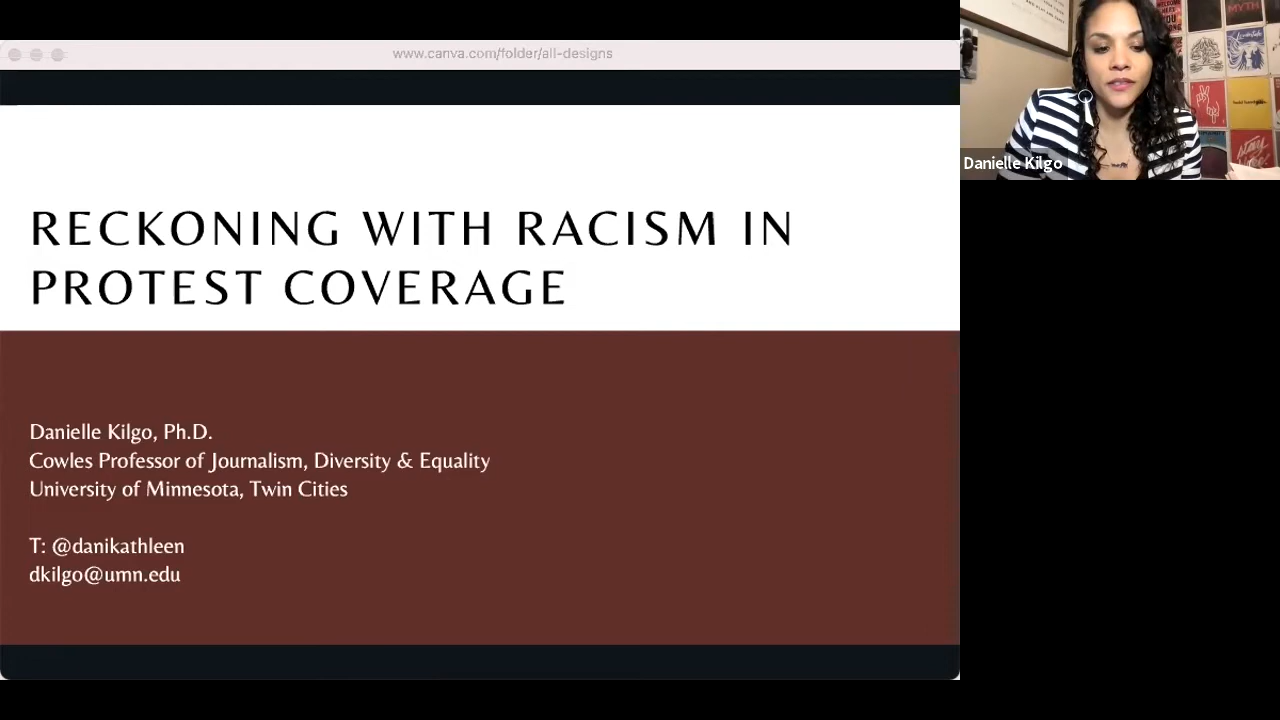 www.canva.com/folder/all-designs
RECKONING WITH RACISM IN
PROTEST COVERAGE
Danielle Kilgo, Ph.D.
Cowles Professor of Journalism, Diversity & Equality
University of Minnesota, Twin Cities
T: @danikathleen
dkilgo@umn.edu
MYTH
Danielle Kilgo